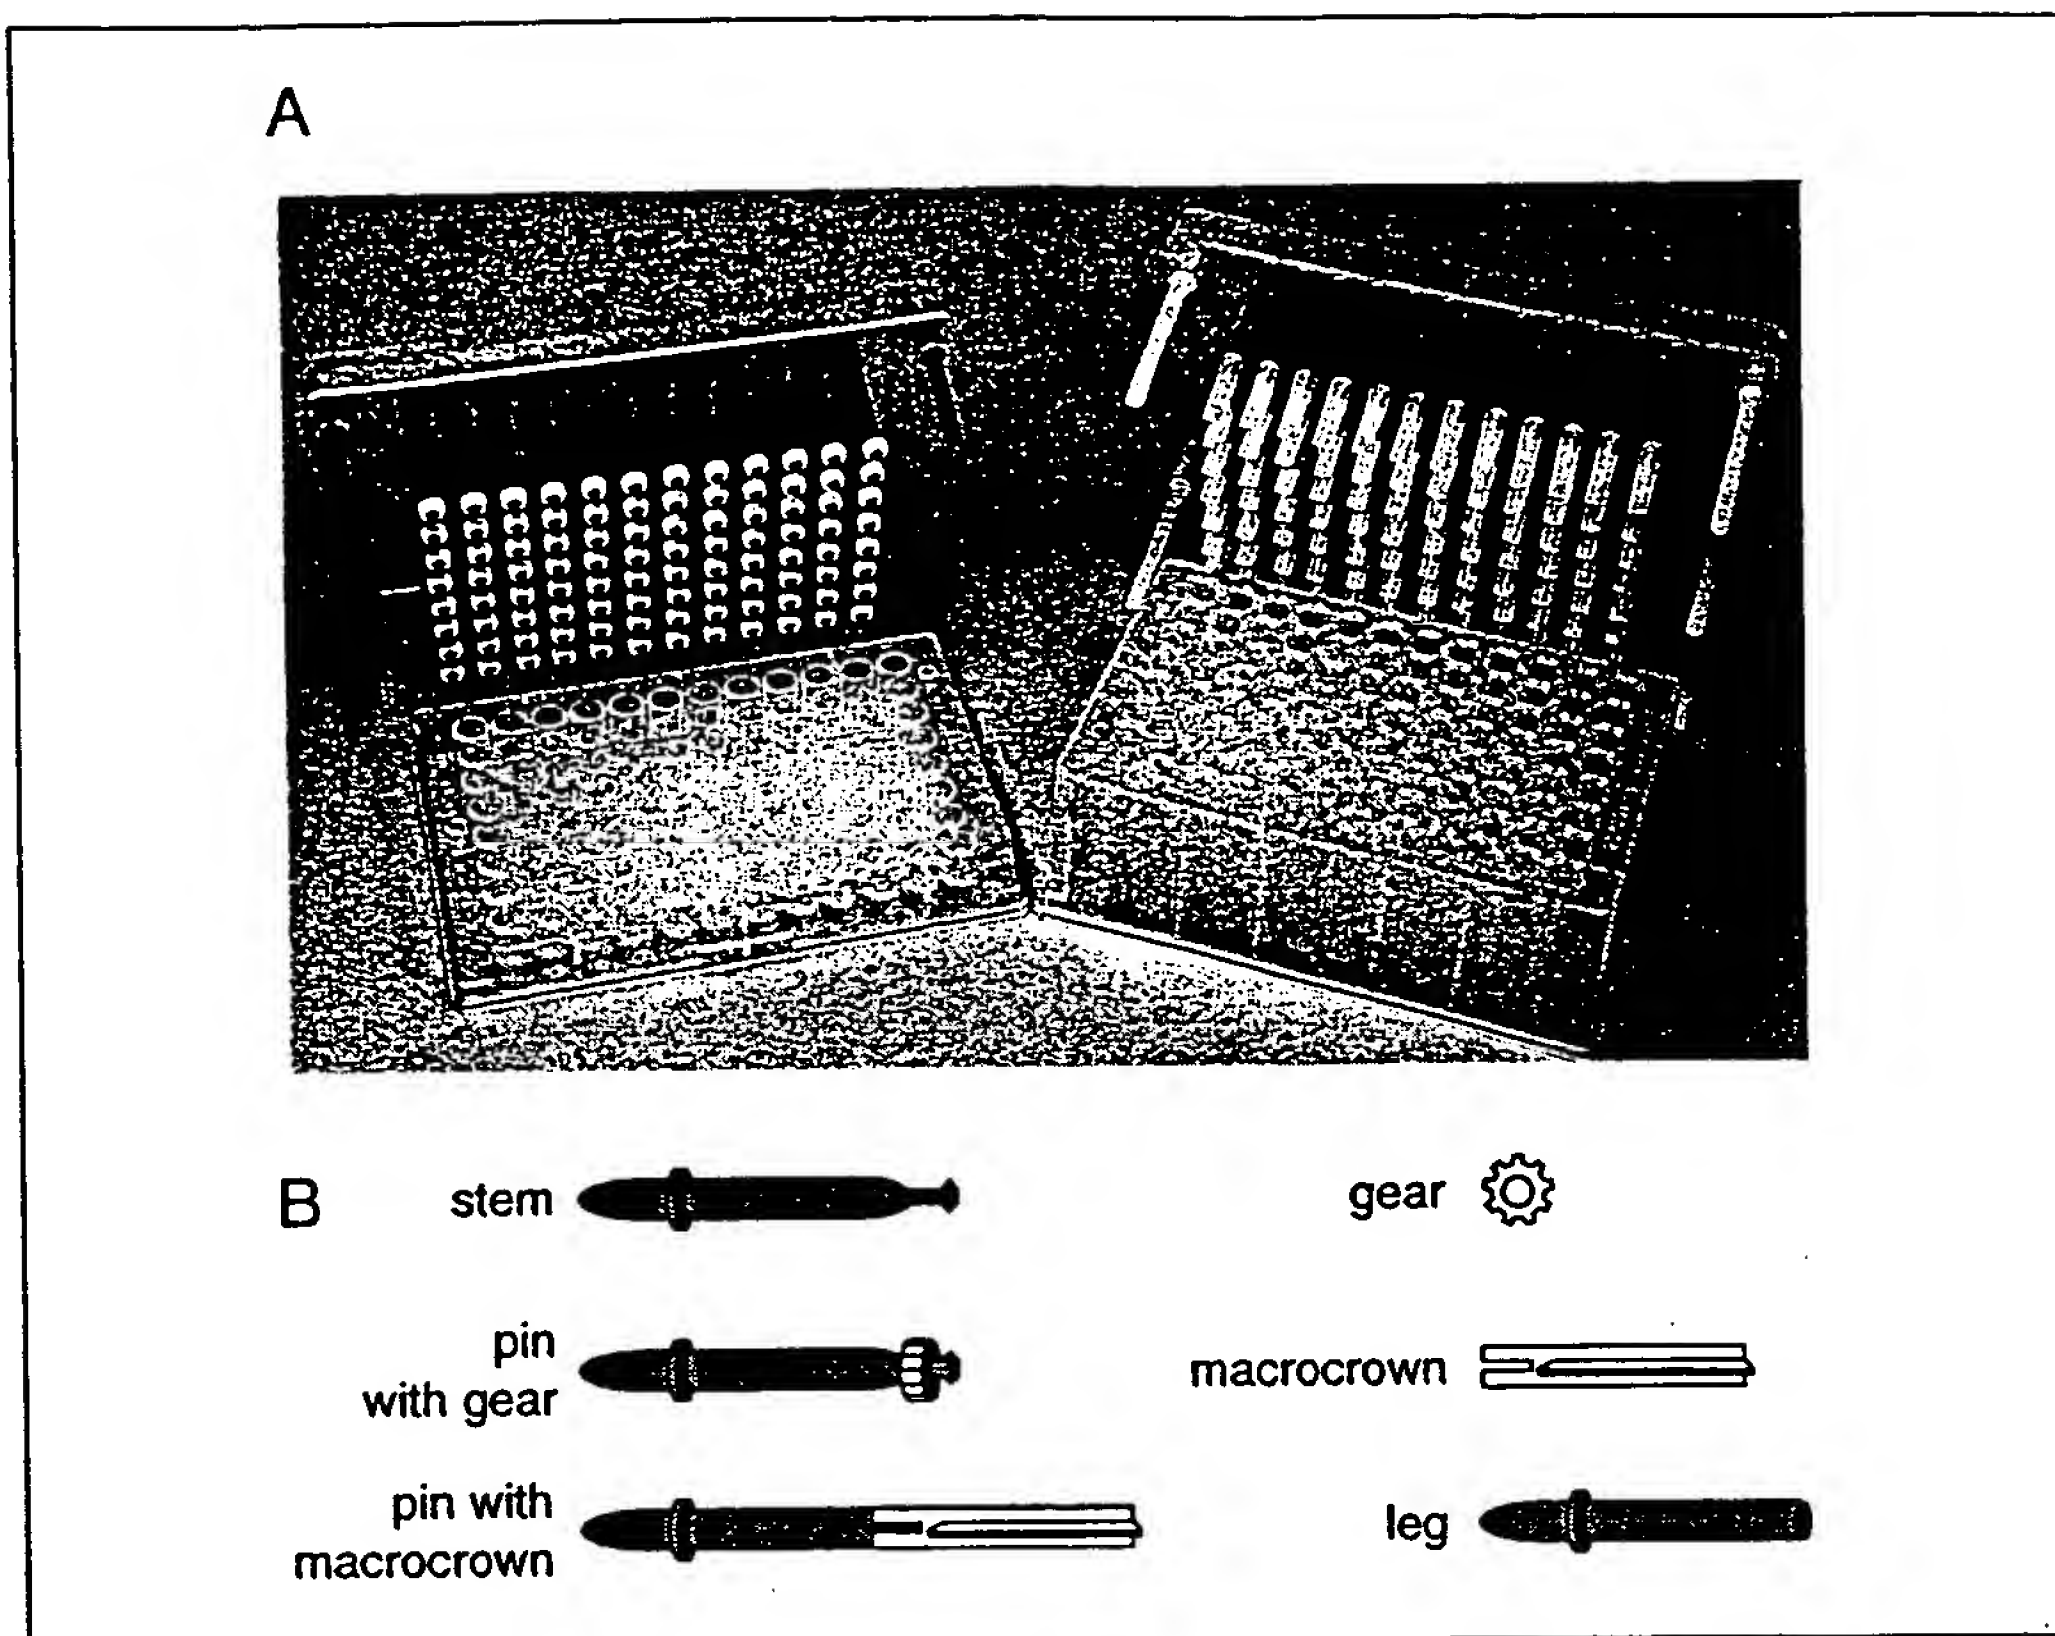 A
B
stem
gear
pin
with gear
macrocrown
pin with
macrocrown
leg